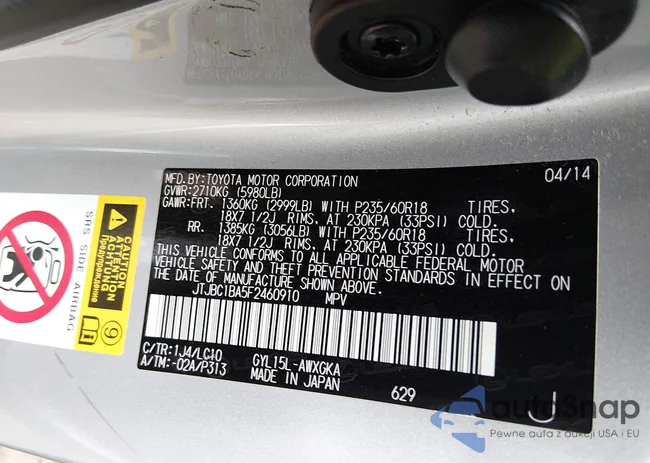 MFD.BY:TOYOTA MOTOR CORPORATION 04/14
GVWR:2710KG (5980LB)
GAWR:FRT. 1360KG (2999LB) WITH P235/60R18 TIRES,
18X7 1/2J RIMS, AT 230KPA (33PSI) COLD.
RR. 1385KG (3056LB) WITH P235/60R18 TIRES,
18X7 1/2J RIMS, AT 230KPA (33PSI) COLD.
THIS VEHICLE CONFORMS TO ALL APPLICABLE FEDERAL MOTOR
VEHICLE SAFETY AND THEFT PREVENTION STANDARDS IN EFFECT ON
THE DATE OF MANUFACTURE SHOWN ABOVE.
JTJBC1BA5F2460910 MPV
C/TR:1J4/LC10 GYL15L-AWXGKA
A/TM:-02A/P313 MADE IN JAPAN 629
J
SRS SIDE AIRBAG
ATTENTION
ACHTUNG
Предупреждение
9
autoSnap
Pewne auta z aukcji USA i EU